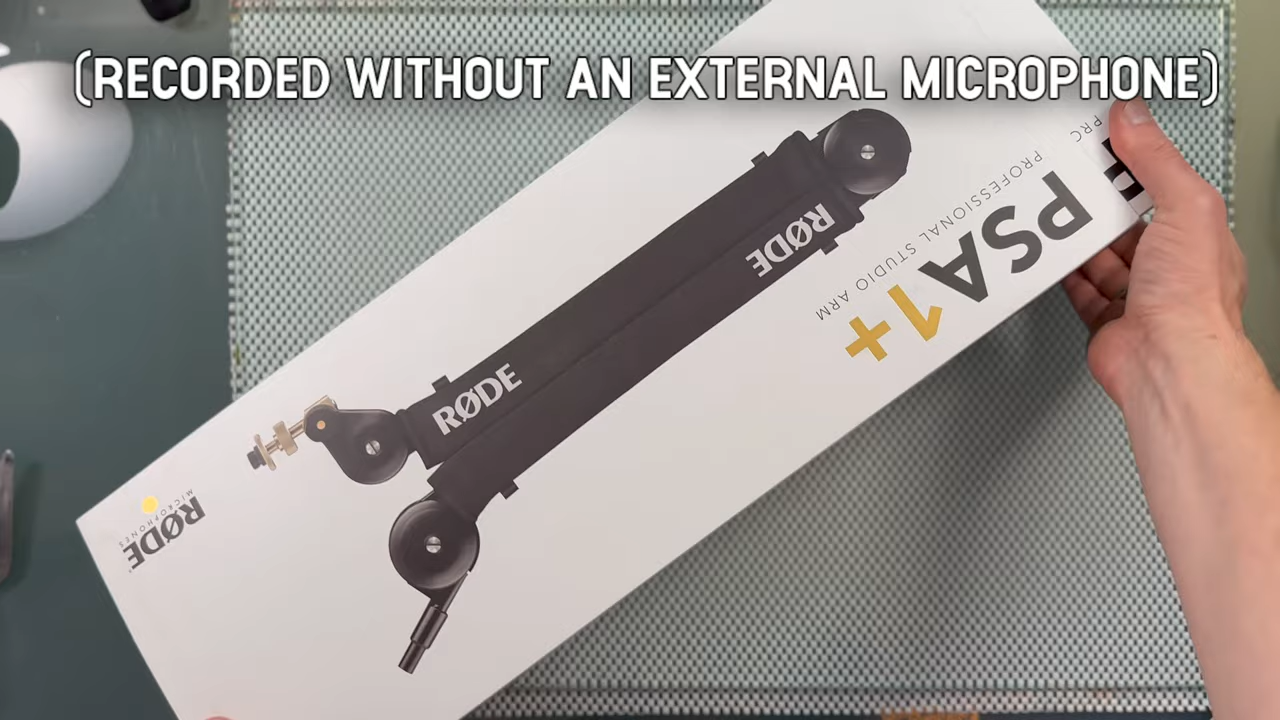 (RECORDED WITHOUT AN EXTERNAL MICROPHONE)
PSA1+
PROFESSIONAL STUDIO ARM
RØDE
RØDE
RØDE
MICROPHONES